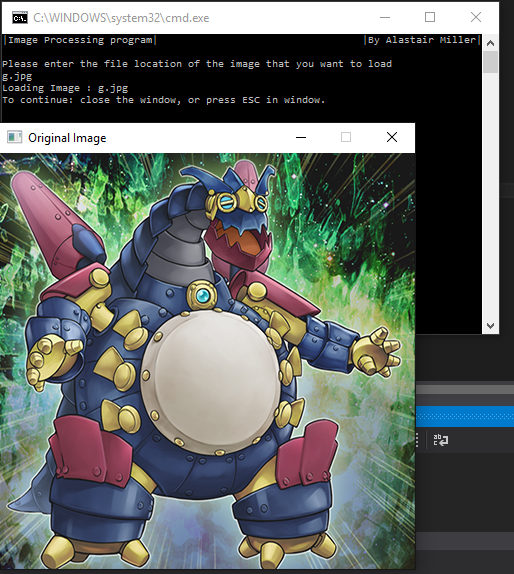 C:\WINDOWS\system32\cmd.exe
|Image Processing program| |By Alastair Miller|
Please enter the file location of the image that you want to load
g.jpg
Loading Image : g.jpg
To continue: close the window, or press ESC in window.
Original Image
ab
c